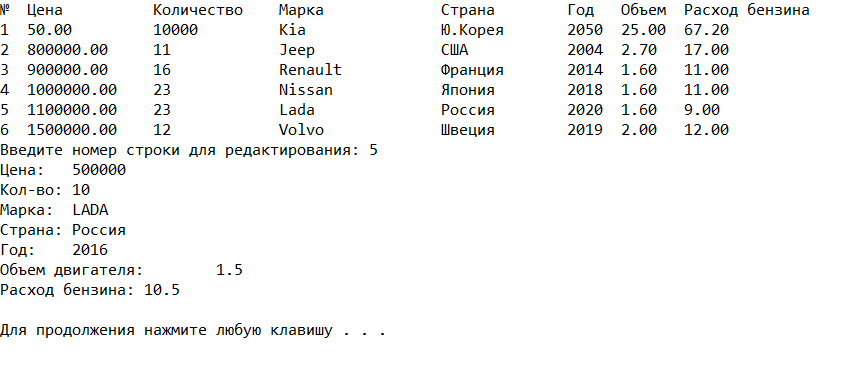 № Цена Количество Марка Страна Год Объем Расход бензина
1 50.00 10000 Kia Ю.Корея 2050 25.00 67.20
2 800000.00 11 Jeep США 2004 2.70 17.00
3 900000.00 16 Renault Франция 2014 1.60 11.00
4 1000000.00 23 Nissan Япония 2018 1.60 11.00
5 1100000.00 23 Lada Россия 2020 1.60 9.00
6 1500000.00 12 Volvo Швеция 2019 2.00 12.00
Введите номер строки для редактирования: 5
Цена: 500000
Кол-во: 10
Марка: LADA
Страна: Россия
Год: 2016
Объем двигателя: 1.5
Расход бензина: 10.5
Для продолжения нажмите любую клавишу . . .